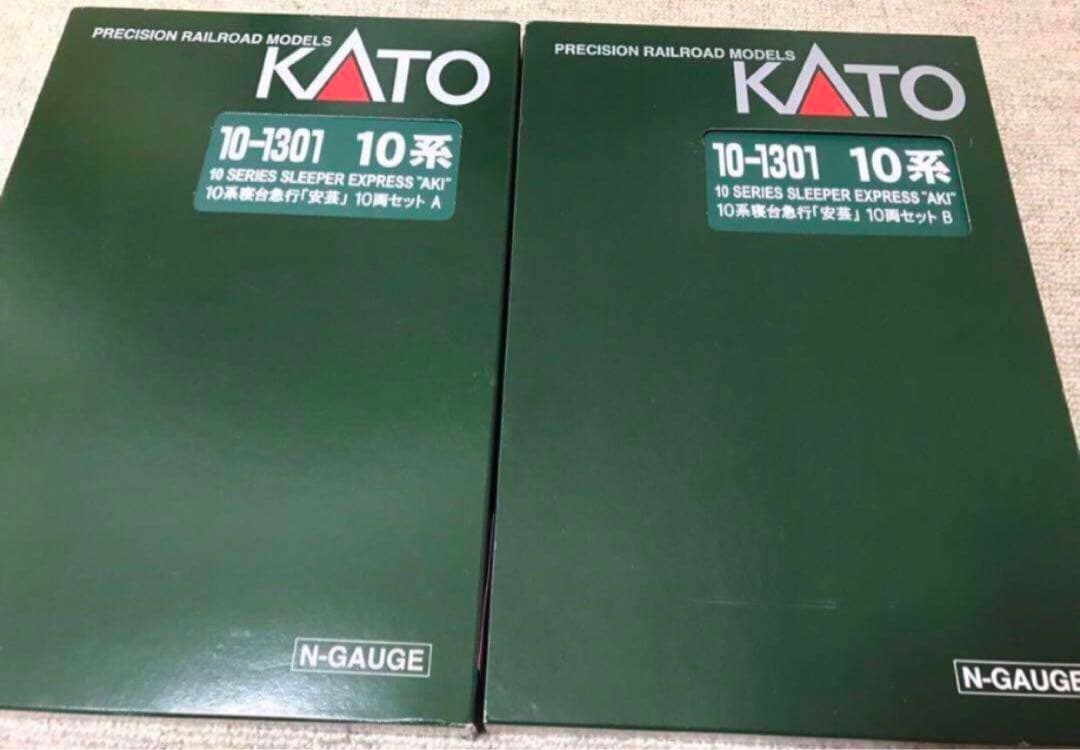 PRECISION RAILROAD MODELS
KATO
10-1301 10系
10 SERIES SLEEPER EXPRESS "AKI"
10系寝台急行「安芸」10両セット A
N-GAUGE
PRECISION RAILROAD MODELS
KATO
10-1301 10系
10 SERIES SLEEPER EXPRESS "AKI"
10系寝台急行「安芸」10両セット B
N-GAUGE